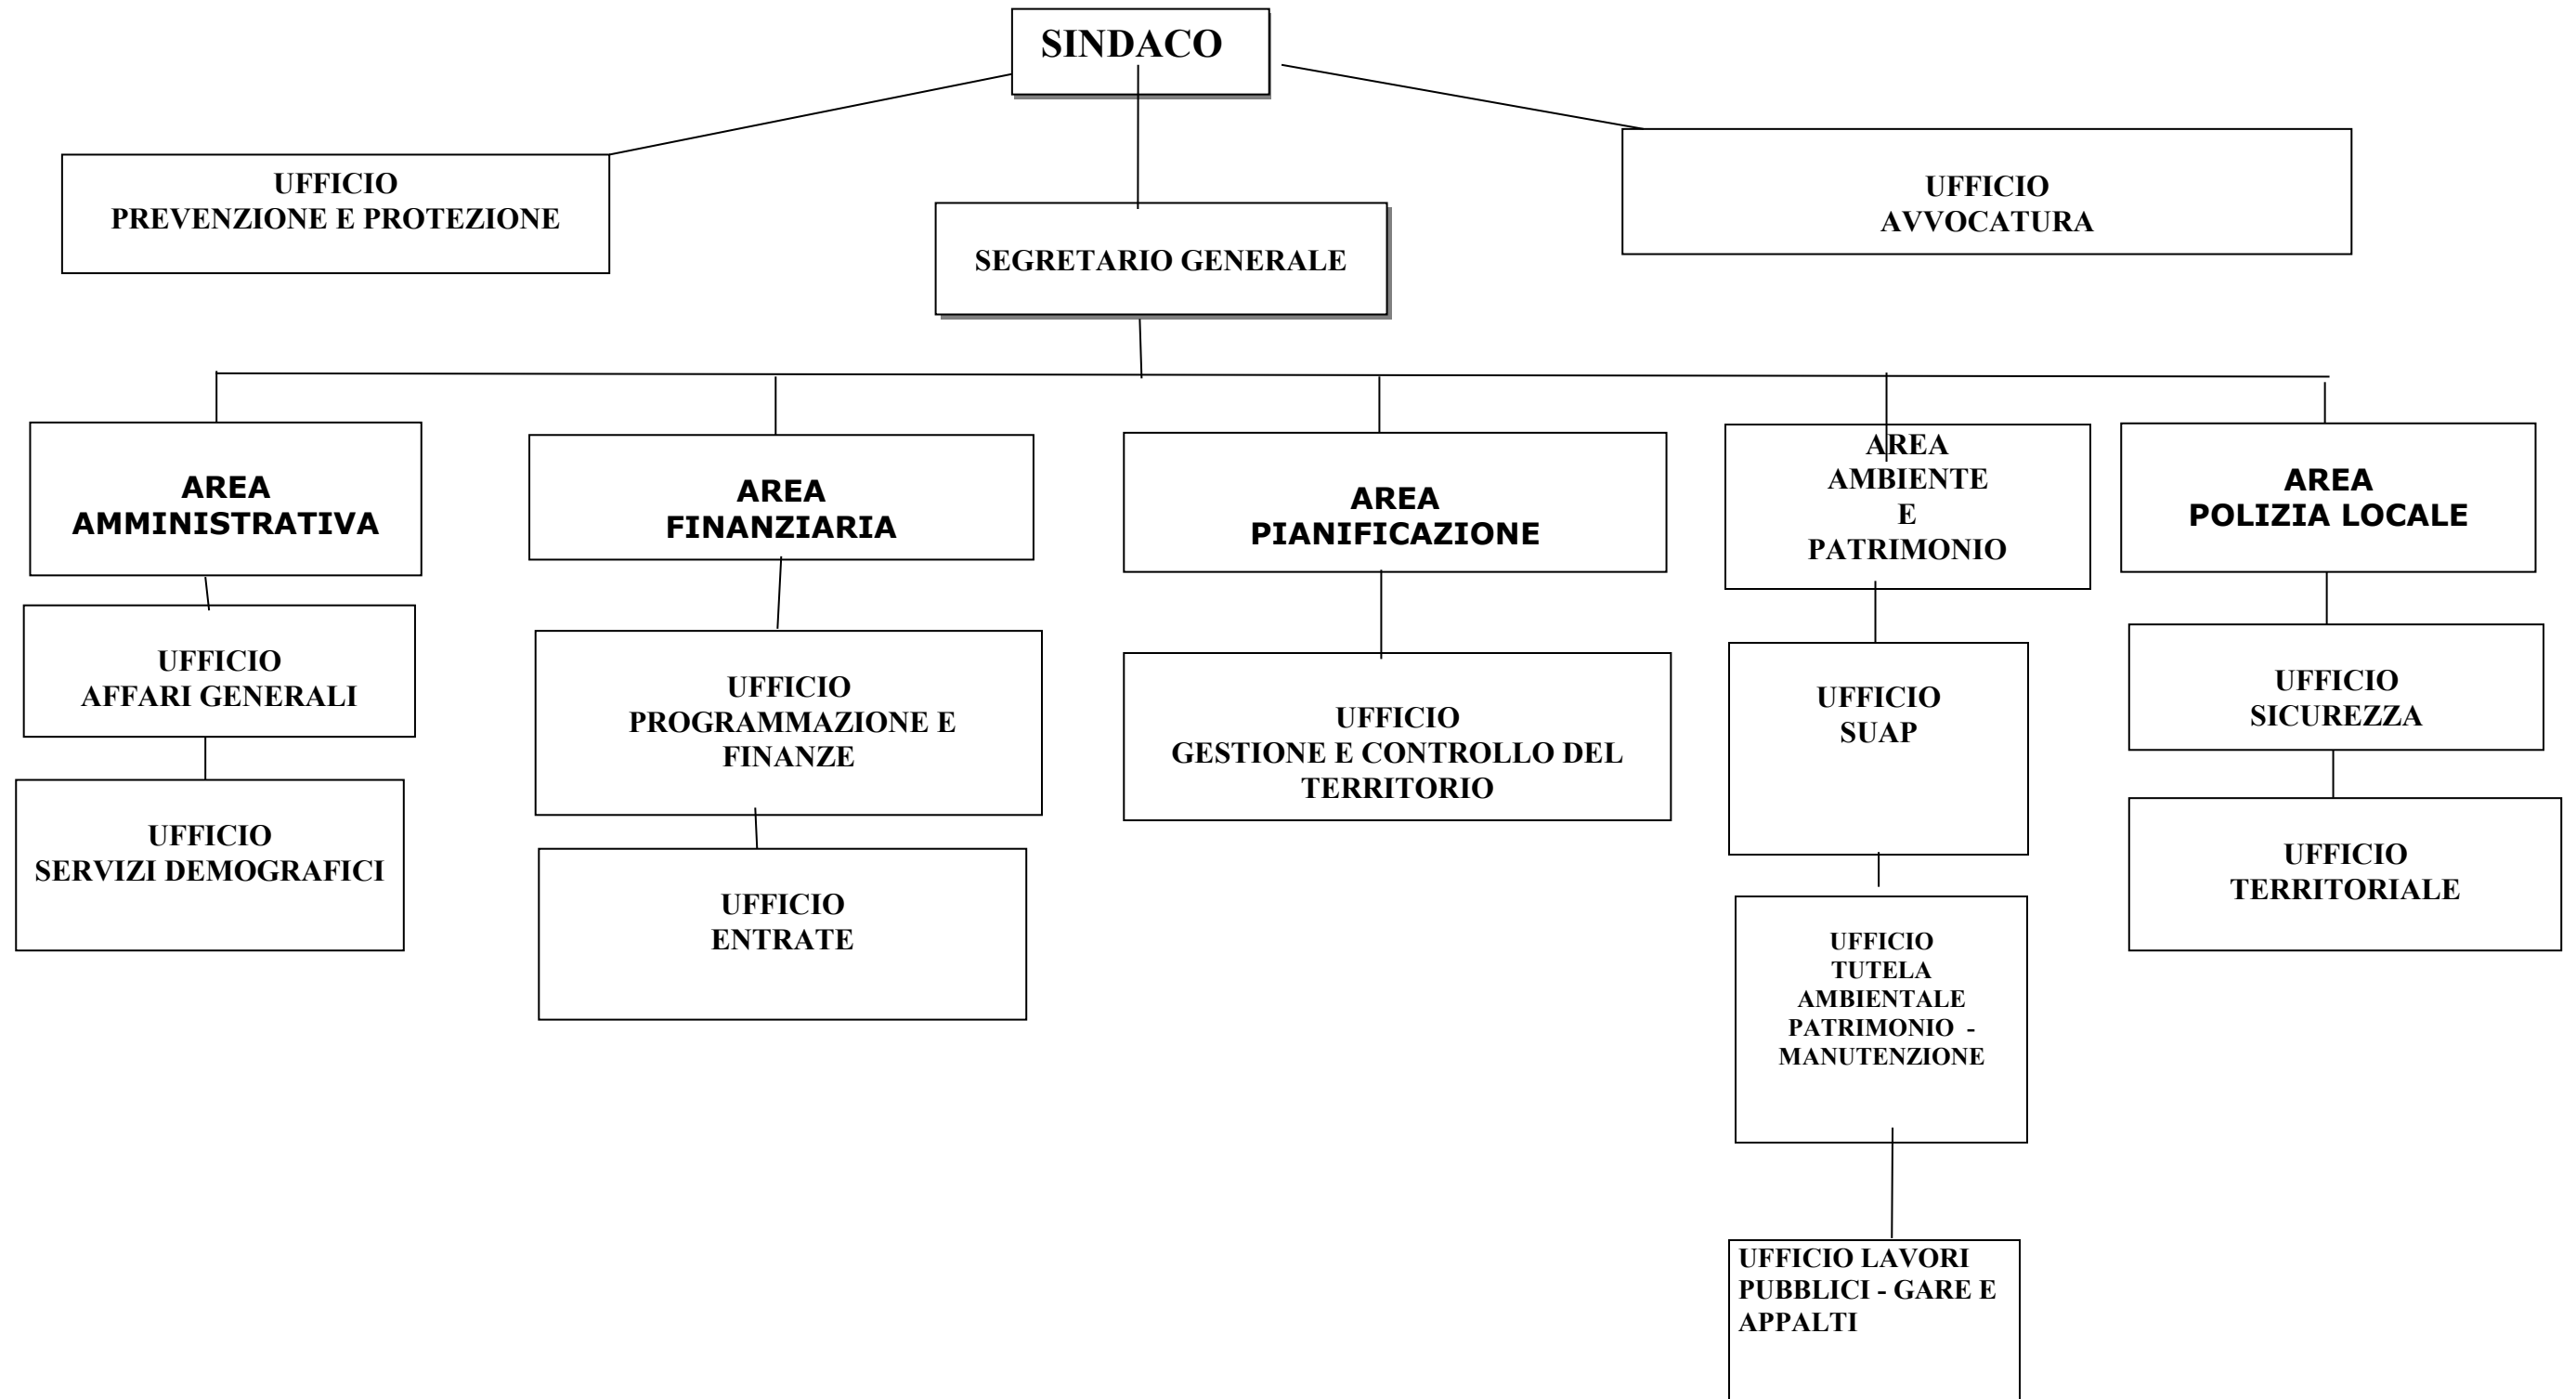 SINDACO
UFFICIO
PREVENZIONE E PROTEZIONE
UFFICIO
AVVOCATURA
SEGRETARIO GENERALE
AREA
AMMINISTRATIVA
AREA
FINANZIARIA
AREA
PIANIFICAZIONE
AREA
AMBIENTE
E
PATRIMONIO
AREA
POLIZIA LOCALE
UFFICIO
AFFARI GENERALI
UFFICIO
PROGRAMMAZIONE E
FINANZE
UFFICIO
GESTIONE E CONTROLLO DEL
TERRITORIO
UFFICIO
SUAP
UFFICIO
SICUREZZA
UFFICIO
SERVIZI DEMOGRAFICI
UFFICIO
ENTRATE
UFFICIO
TUTELA
AMBIENTALE
PATRIMONIO -
MANUTENZIONE
UFFICIO
TERRITORIALE
UFFICIO LAVORI
PUBBLICI - GARE E
APPALTI